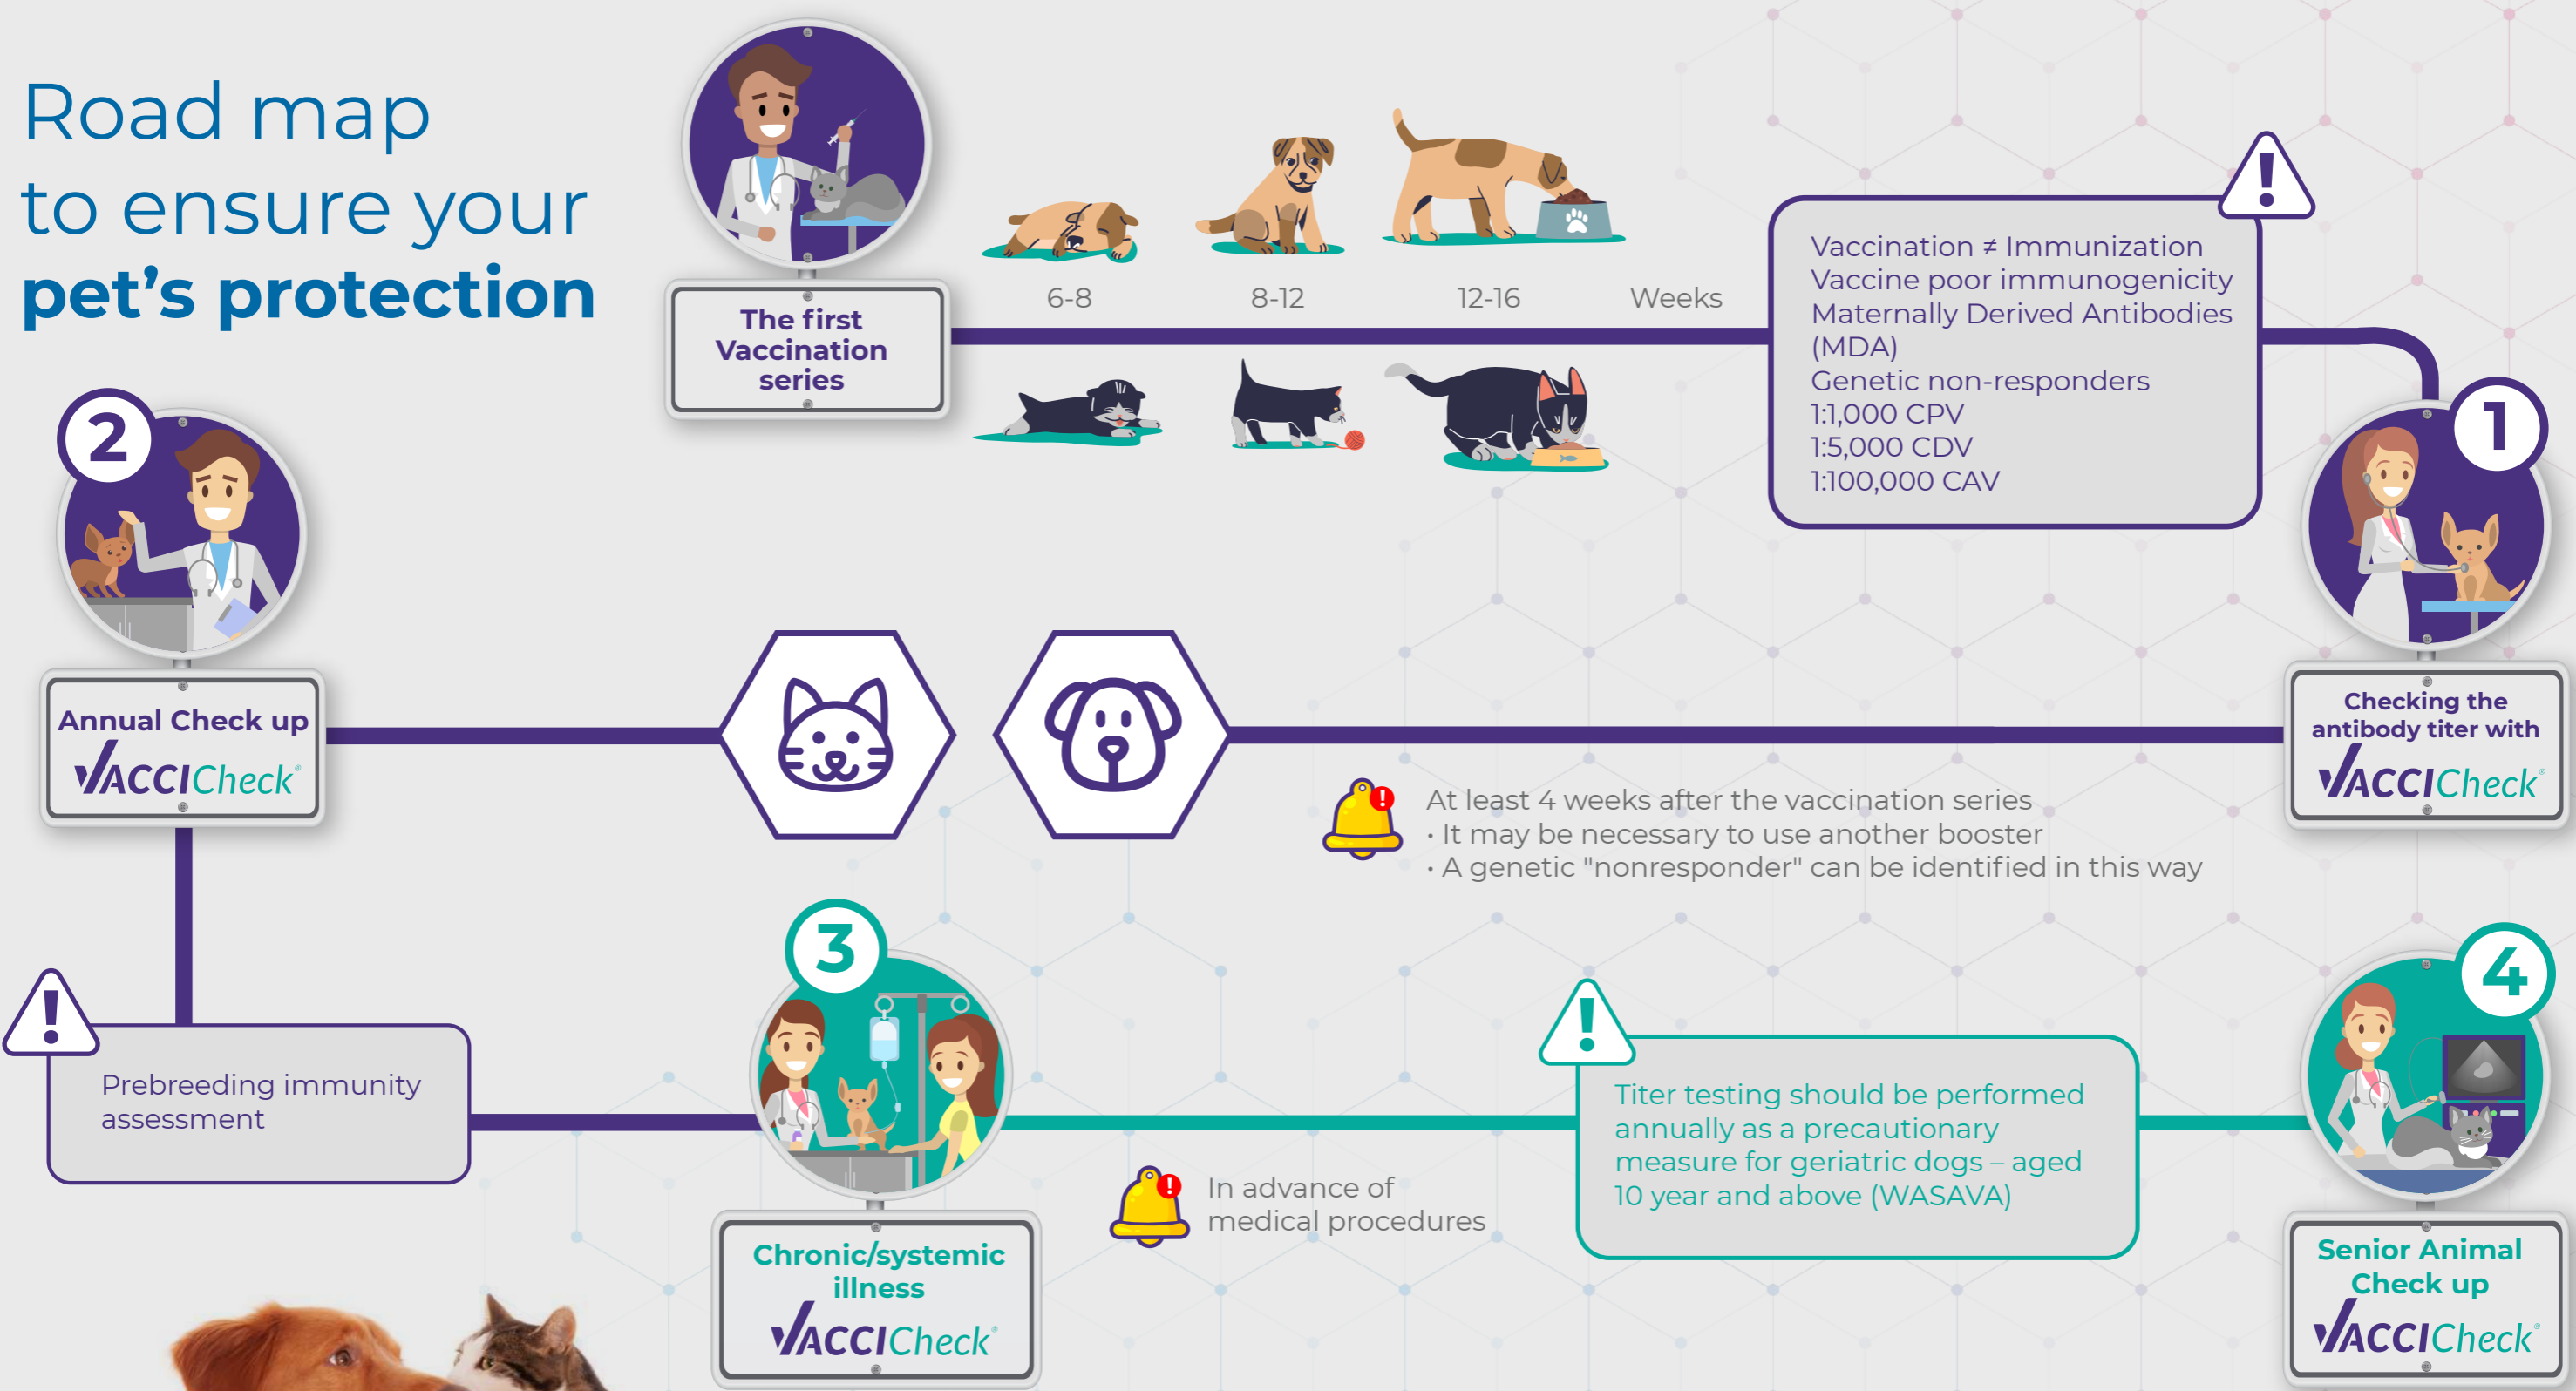 Road map
to ensure your
pet's protection
The first
Vaccination
series
6-8
8-12
12-16
Weeks
!
Vaccination ≠ Immunization
Vaccine poor immunogenicity
Maternally Derived Antibodies
(MDA)
Genetic non-responders
1:1,000 CPV
1:5,000 CDV
1:100,000 CAV
1
Checking the
antibody titer with
VACCICheck®
!
At least 4 weeks after the vaccination series
· It may be necessary to use another booster
· A genetic "nonresponder" can be identified in this way
2
Annual Check up
VACCICheck®
!
Prebreeding immunity
assessment
3
Chronic/systemic
illness
VACCICheck®
!
In advance of
medical procedures
!
Titer testing should be performed
annually as a precautionary
measure for geriatric dogs – aged
10 year and above (WASAVA)
4
Senior Animal
Check up
VACCICheck®